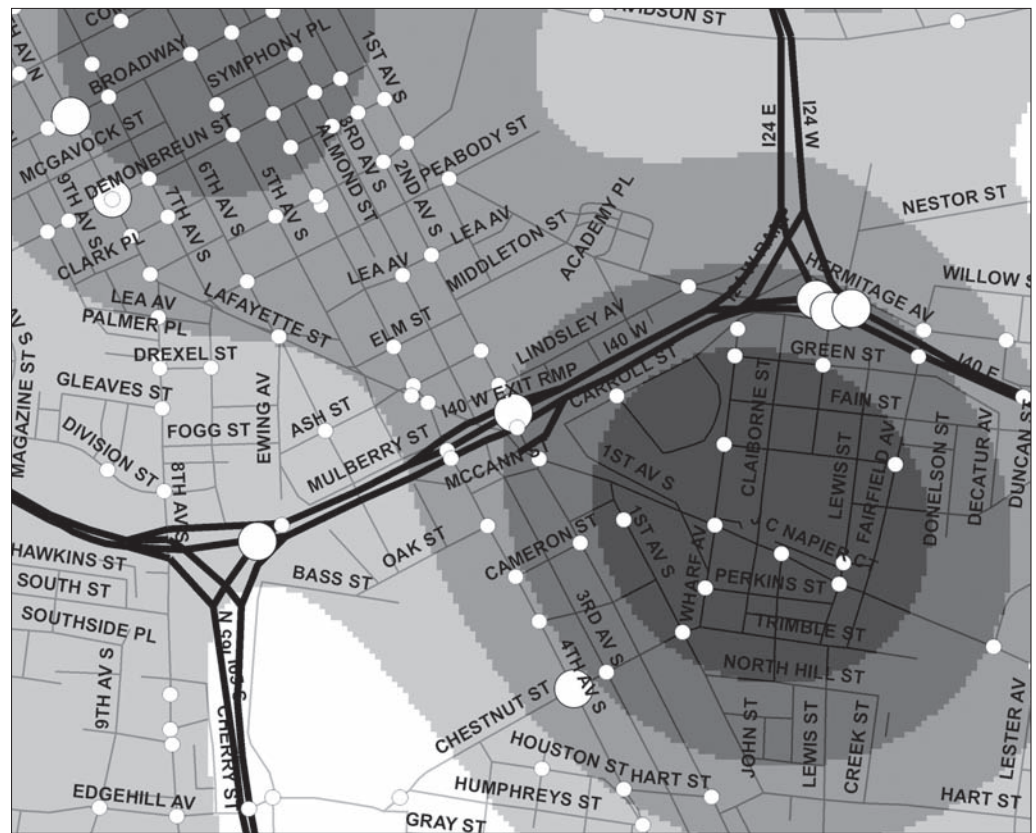 DAVIDSON ST
BROADWAY
SYMPHONY PL
1ST AV S
I24 E
I24 W
MCGAVOCK ST
DEMONBREUN ST
ALMOND ST
3RD AV S
2ND AV S
PEABODY ST
9TH AV S
7TH AV S
6TH AV S
5TH AV S
CLARK PL
LEA AV
MIDDLETON ST
ACADEMY PL
NESTOR ST
LEA AV
LEA AV
LAFAYETTE ST
HERMITAGE AV
WILLOW S
PALMER PL
ELM ST
LINDSLEY AV
I40 W
DREXEL ST
GREEN ST
I40 E
GLEAVES ST
EWING AV
ASH ST
I40 W EXIT RMP
CARROLL ST
FAIN ST
MAGAZINE ST S
FOGG ST
DIVISION ST
MULBERRY ST
MCCANN S
1ST AV S
CLAIBORNE ST
LEWIS ST
FAIRFIELD AV
DONELSON ST
DECATUR AV
DUNCAN ST
8TH AV S
OAK ST
CAMERON ST
1ST AV S
WHARF AV
J C NAPIER C
HAWKINS ST
SOUTH ST
BASS ST
PERKINS ST
SOUTHSIDE PL
N 59I
I65 S
3RD AV S
4TH AV S
TRIMBLE ST
NORTH HILL ST
9TH AV S
CHERRY ST
CHESTNUT ST
JOHN ST
LEWIS ST
CREEK ST
LESTER AV
HOUSTON ST
HART ST
EDGEHILL AV
HUMPHREYS ST
HART ST
GRAY ST